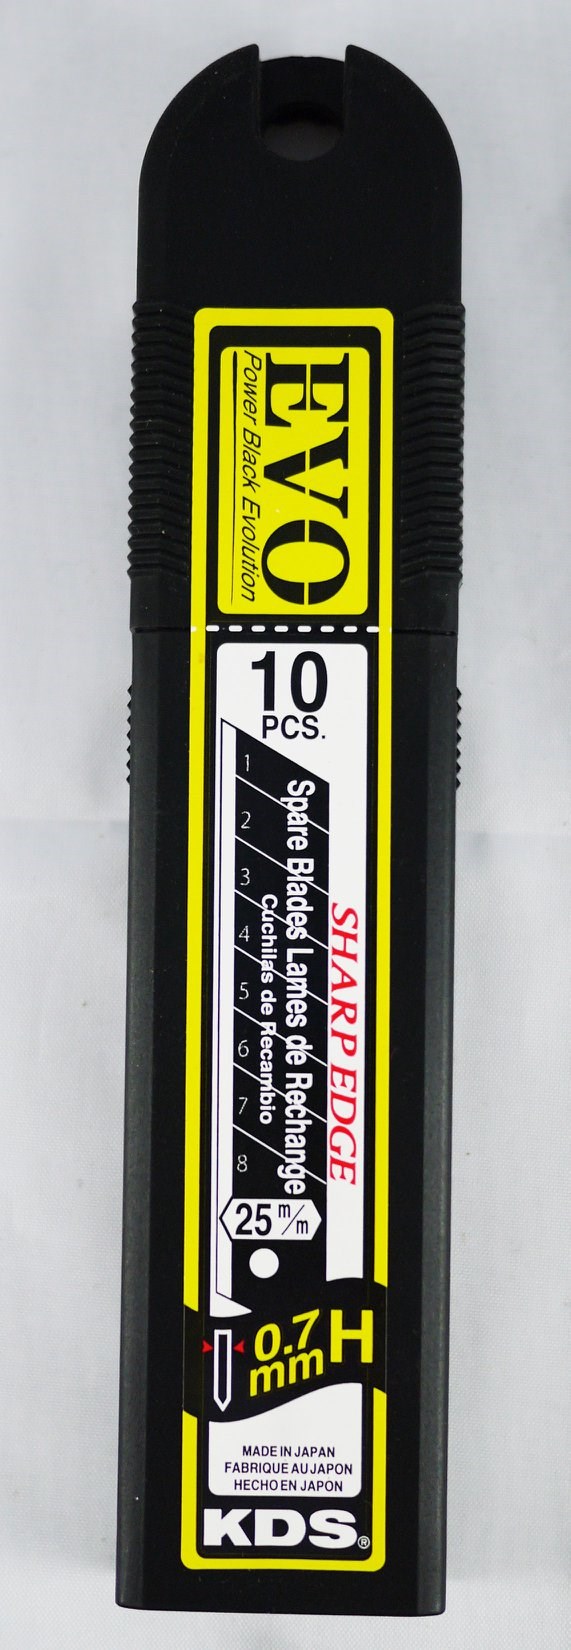 EVO
Power Black Evolution
10
PCS.
1
2
3
4
5
6
7
8
Spare Blades Lames de Rechange
Cuchilas de Recambio
SHARP EDGE
25 m/m
0.7
mm
H
MADE IN JAPAN
FABRIQUE AU JAPON
HECHO EN JAPON
KDS®